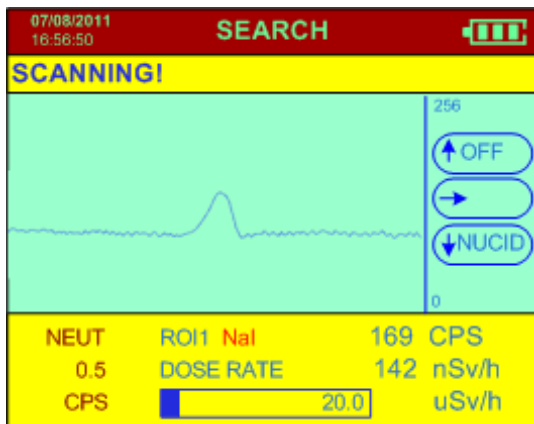 07/08/2011
16:56:50
SEARCH
SCANNING!
256
OFF
NUCID
0
NEUT ROI1 NaI 169 CPS
0.5 DOSE RATE 142 nSv/h
CPS 20.0 uSv/h